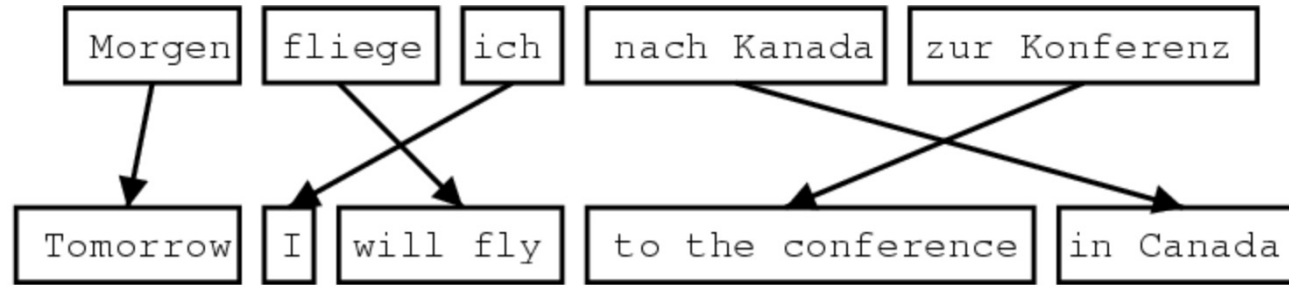 Morgen fliege ich nach Kanada zur Konferenz
Tomorrow I will fly to the conference in Canada